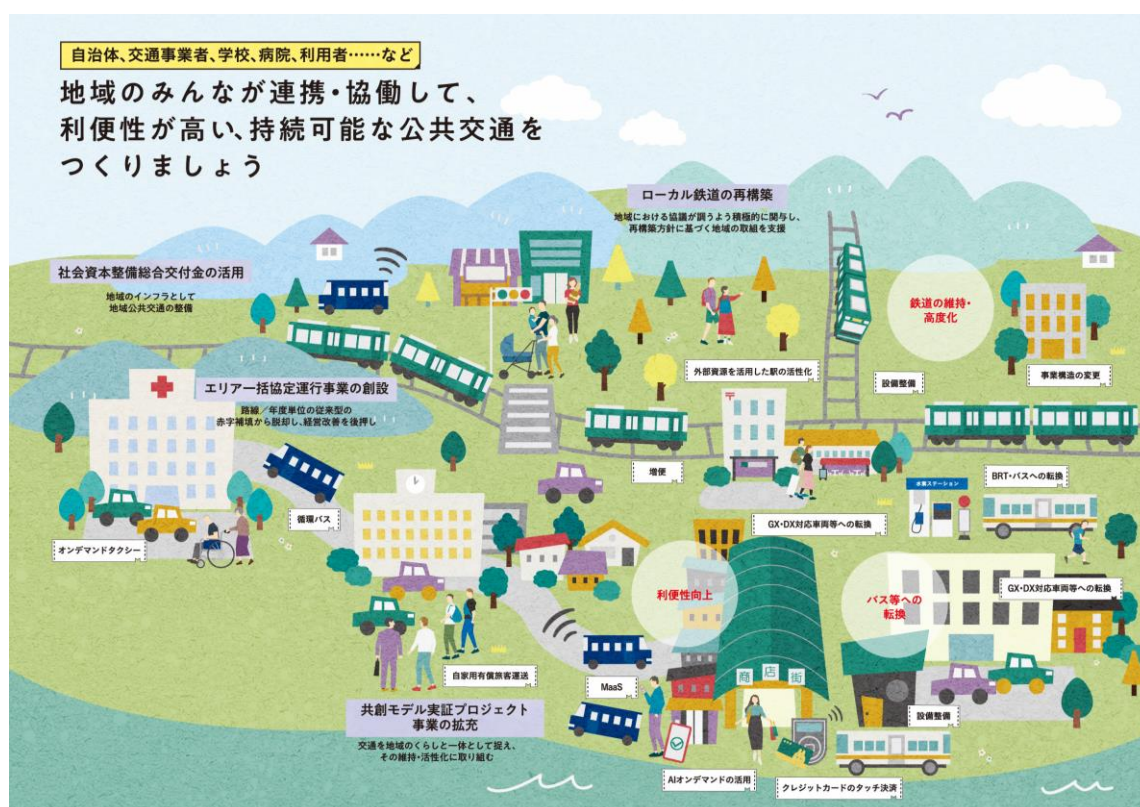 自治体、交通事業者、学校、病院、利用者……など
地域のみんなが連携・協働して、
利便性が高い、持続可能な公共交通を
つくりましょう
ローカル鉄道の再構築
地域における協議が調うよう積極的に関与し、
再構築方針に基づく地域の取組を支援
社会資本整備総合交付金の活用
地域のインフラとして
地域公共交通の整備
鉄道の維持・
高度化
外部資源を活用した駅の活性化
設備整備
事業構造の変更
エリア一括協定運行事業の創設
路線／年度単位の従来型の
赤字補填から脱却し、経営改善を後押し
増便
BRT・バスへの転換
水素ステーション
循環バス
GX・DX対応車両等への転換
オンデマンドタクシー
利便性向上
バス等への
転換
GX・DX対応車両等への転換
自家用有償旅客運送
MaaS
商店街
共創モデル実証プロジェクト
事業の拡充
交通を地域のくらしと一体として捉え、
その維持・活性化に取り組む
設備整備
AIオンデマンドの活用
クレジットカードのタッチ決済